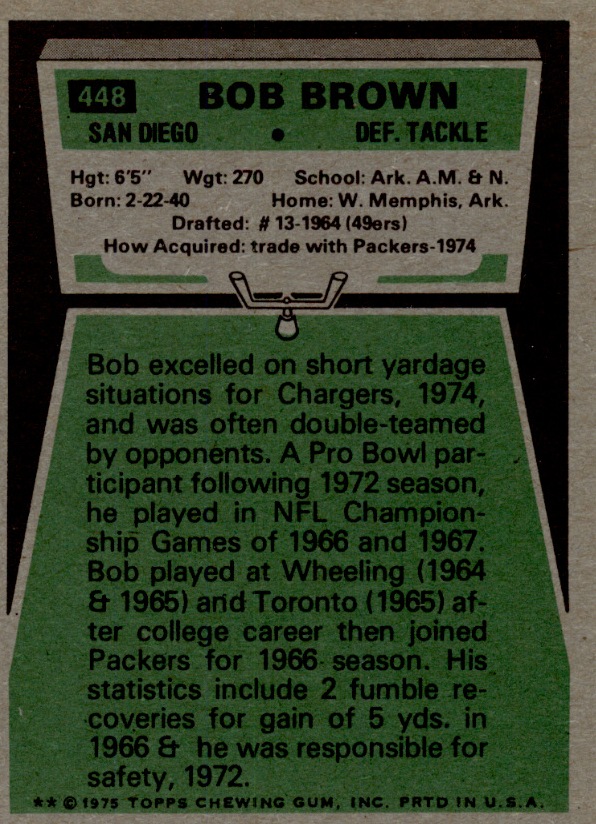 448 BOB BROWN
SAN DIEGO • DEF. TACKLE
Hgt: 6'5" Wgt: 270 School: Ark. A.M. & N.
Born: 2-22-40 Home: W. Memphis, Ark.
Drafted: #13-1964 (49ers)
How Acquired: trade with Packers-1974
Bob excelled on short yardage
situations for Chargers, 1974,
and was often double-teamed
by opponents. A Pro Bowl par-
ticipant following 1972 season,
he played in NFL Champion-
ship Games of 1966 and 1967.
Bob played at Wheeling (1964
& 1965) and Toronto (1965) af-
ter college career then joined
Packers for 1966 season. His
statistics include 2 fumble re-
coveries for gain of 5 yds. in
1966 & he was responsible for
safety, 1972.
** © 1975 TOPPS CHEWING GUM, INC. PRTD IN U.S.A.